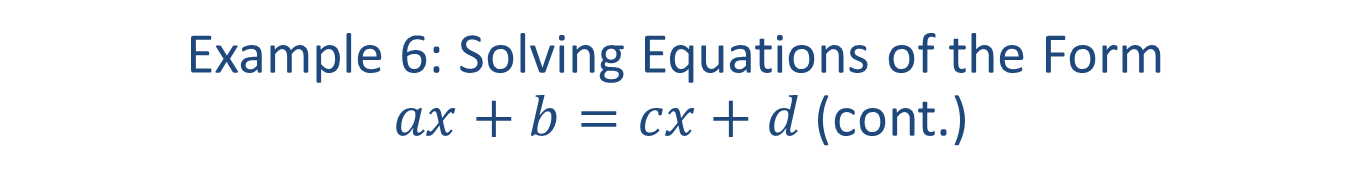 Example 6: Solving Equations of the Form
𝑎𝑥 + 𝑏 = 𝑐𝑥 + 𝑑 (cont.)